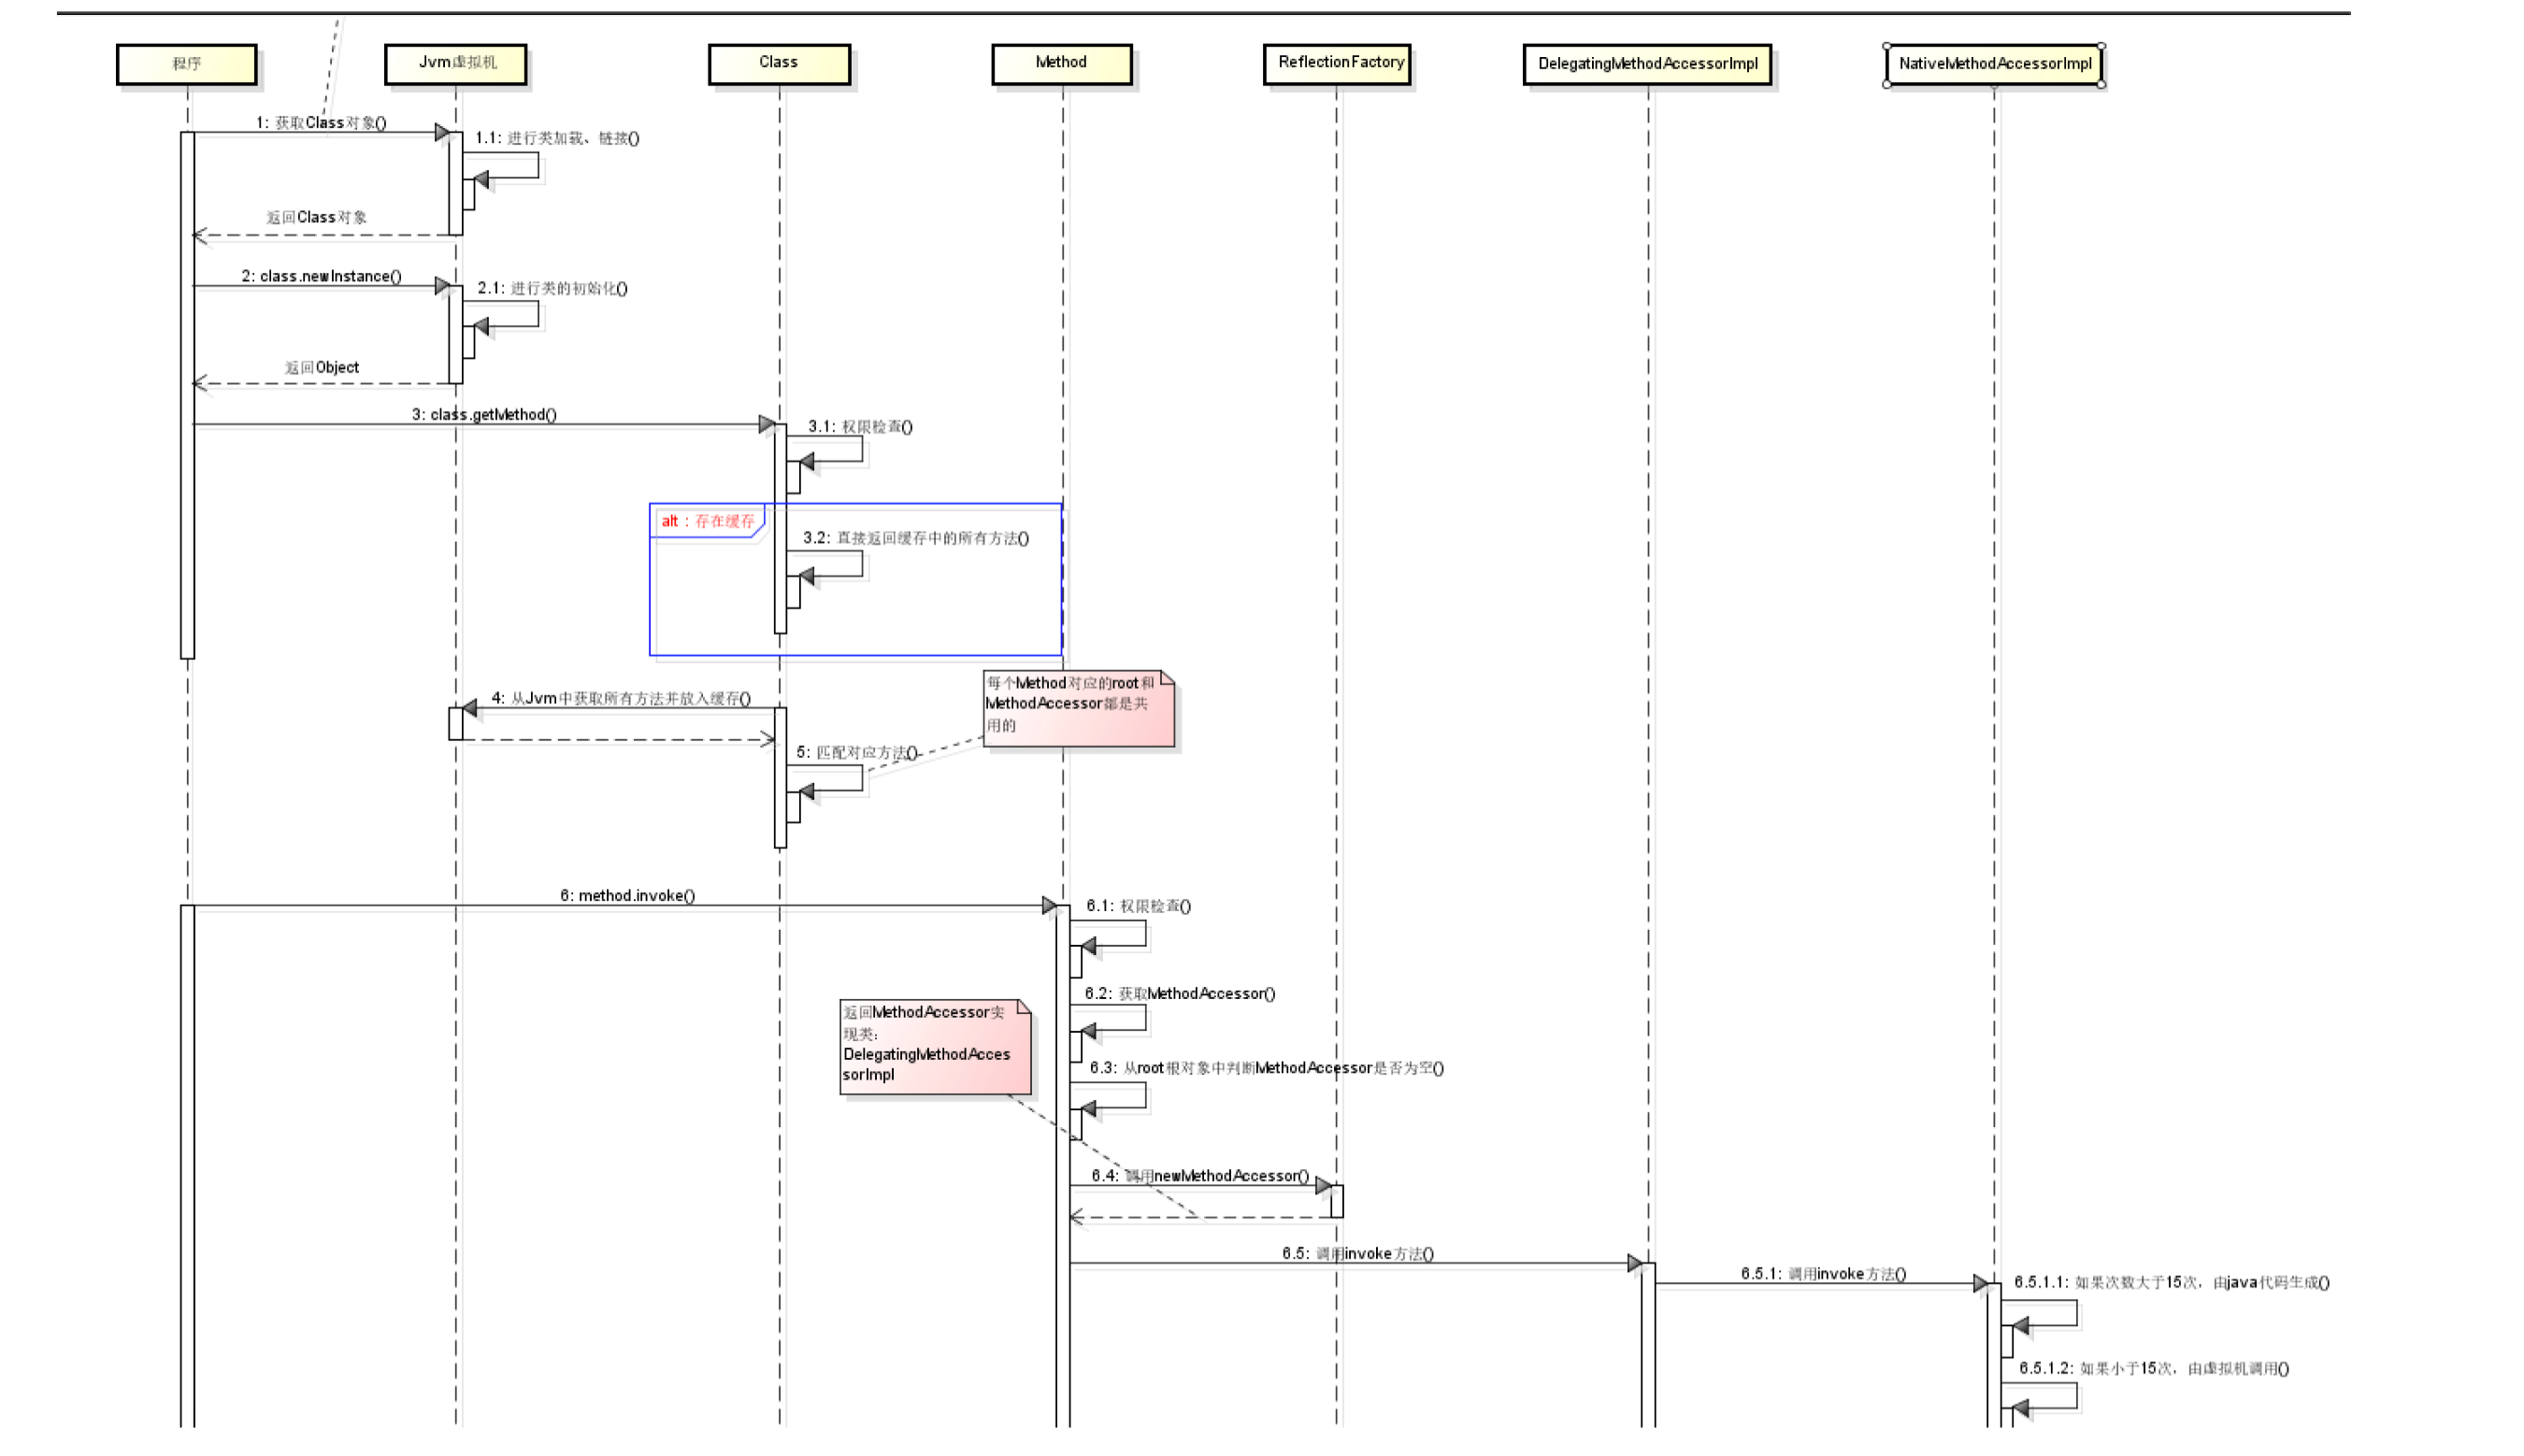 程序
Jvm虚拟机
Class
Method
ReflectionFactory
DelegatingMethodAccessorImpl
NativeMethodAccessorImpl
1: 获取Class对象()
1.1: 进行类加载、链接()
返回Class对象
2: class.newInstance()
2.1: 进行类的初始化()
返回Object
3: class.getMethod()
3.1: 权限检查()
alt : 存在缓存
3.2: 直接返回缓存中的所有方法()
每个Method对应的root和
MethodAccessor都是共
用的
4: 从Jvm中获取所有方法并放入缓存()
5: 匹配对应方法()
6: method.invoke()
6.1: 权限检查()
6.2: 获取MethodAccessor()
返回MethodAccessor实
现类：
DelegatingMethodAcces
sorImpl
6.3: 从root根对象中判断MethodAccessor是否为空()
6.4: 调用newMethodAccessor()
6.5: 调用invoke方法()
6.5.1: 调用invoke方法()
6.5.1.1: 如果次数大于15次，由java代码生成()
6.5.1.2: 如果小于15次，由虚拟机调用()